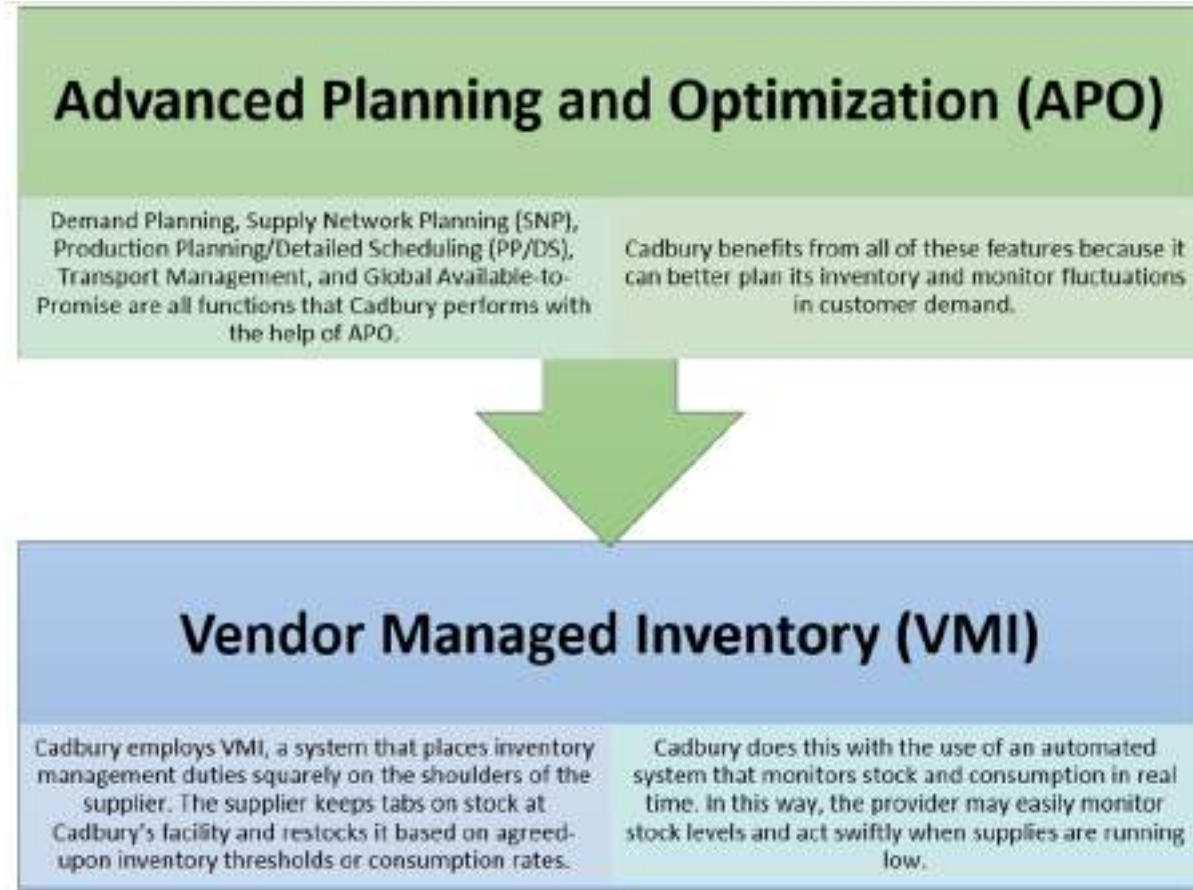 Advanced Planning and Optimization (APO)
Demand Planning, Supply Network Planning (SNP),
Production Planning/Detailed Scheduling (PP/DS),
Transport Management, and Global Available-to-
Promise are all functions that Cadbury performs with
the help of APO.
Cadbury benefits from all of these features because it
can better plan its inventory and monitor fluctuations
in customer demand.
Vendor Managed Inventory (VMI)
Cadbury employs VMI, a system that places inventory
management duties squarely on the shoulders of the
supplier. The supplier keeps tabs on stock at
Cadbury's facility and restocks it based on agreed-
upon inventory thresholds or consumption rates.
Cadbury does this with the use of an automated
system that monitors stock and consumption in real
time. In this way, the provider may easily monitor
stock levels and act swiftly when supplies are running
low.